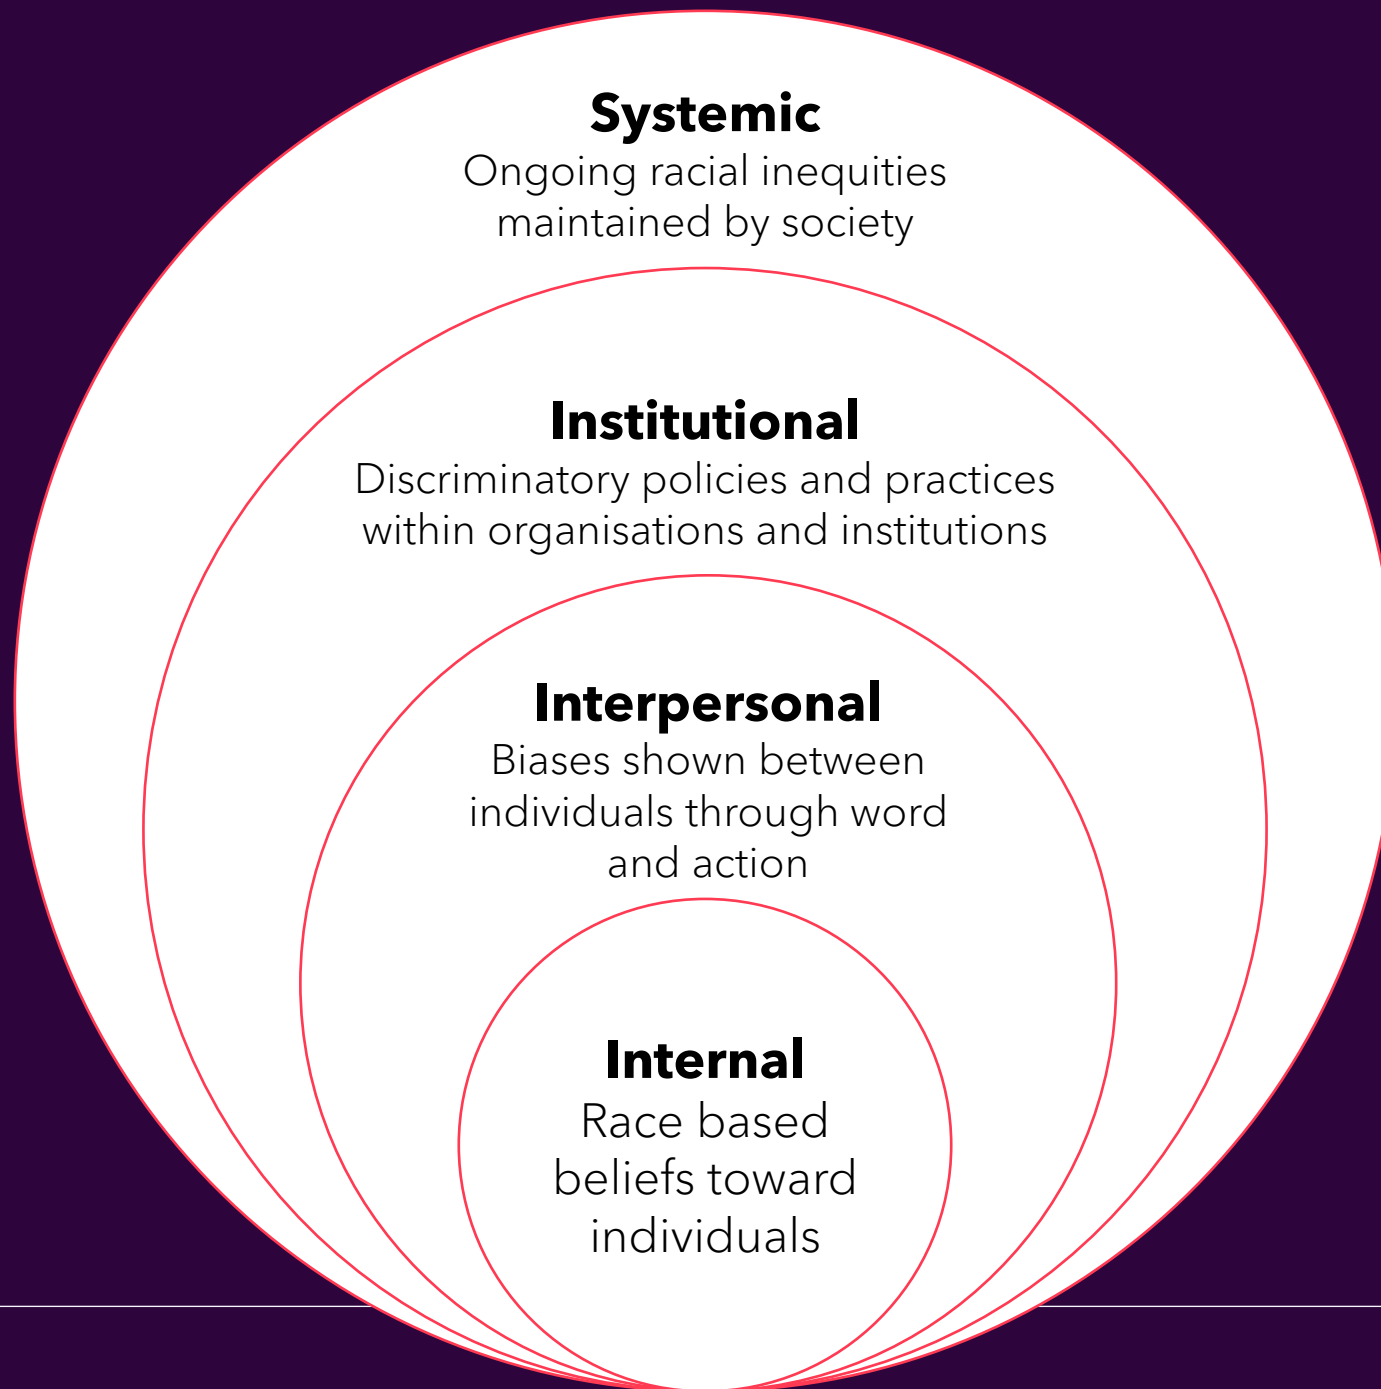 Systemic
Ongoing racial inequities
maintained by society
Institutional
Discriminatory policies and practices
within organisations and institutions
Interpersonal
Biases shown between
individuals through word
and action
Internal
Race based
beliefs toward
individuals